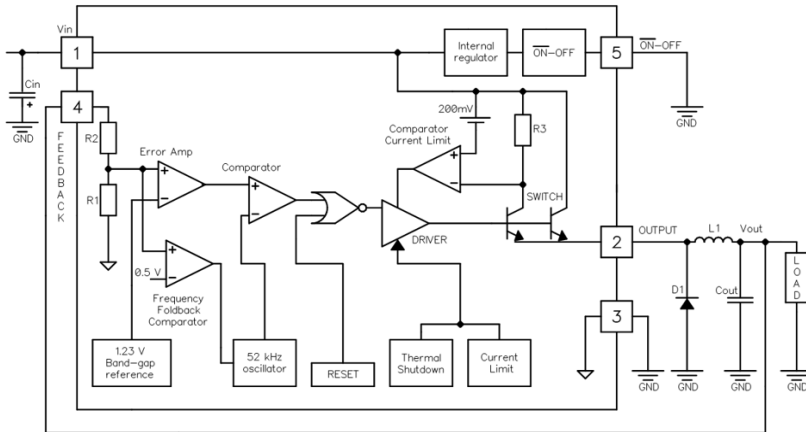 Vin
1
Cin
+
GND
4
FEEDBACK
R2
R1
Error Amp
+
−
Comparator
+
−
0.5 V
+
−
Frequency
Foldback
Comparator
1.23 V
Band-gap
reference
52 kHz
oscillator
RESET
Internal
regulator
ON-OFF
5
ON-OFF
GND
200mV
R3
Comparator
Current Limit
+
−
SWITCH
DRIVER
Thermal
Shutdown
Current
Limit
2
OUTPUT
L1
Vout
D1
Cout
LOAD
3
GND
GND
GND
GND